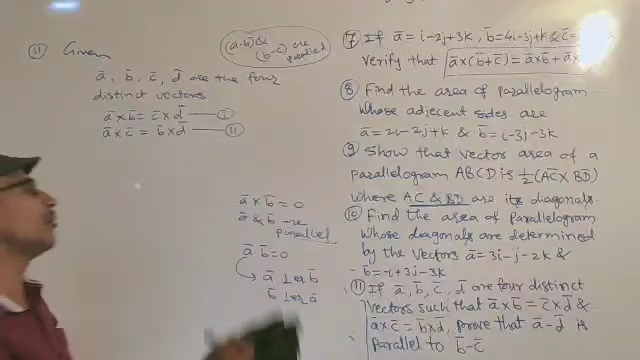 (11) Given
(a̅-b̅) &
(b̅-c̅) are
parallel
a̅, b̅, c̅, d̅ are the four
distinct vectors
a̅×b̅ = c̅×d̅ —— (I)
a̅×c̅ = b̅×d̅ —— (II)
a̅×b̅ = 0
a̅ & b̅ are
parallel
a̅.b̅=0
a̅ ⊥er b̅
b̅ ⊥er a̅
(7) If a̅ = i-2j+3k, b̅=4i-3j+k & c̅=
verify that a̅×(b̅+c̅) = a̅×b̅+a̅×
(8) Find the area of parallelogram
whose adjecent sides are
a̅=2i-2j+k & b̅=i-3j-3k
(9) Show that vector area of a
parallelogram ABCD is 1/2(AC×BD)
where AC & BD are its diagonals.
(10) Find the area of parallelogram
whose diagonals are determined
by the vectors a̅=3i-j-2k &
b̅=-i+3j-3k
(11) If a̅, b̅, c̅, d̅ are four distinct
vectors such that a̅×b̅ = c̅×d̅ &
a̅×c̅ = b̅×d̅, prove that a̅-d̅ is
parallel to b̅-c̅